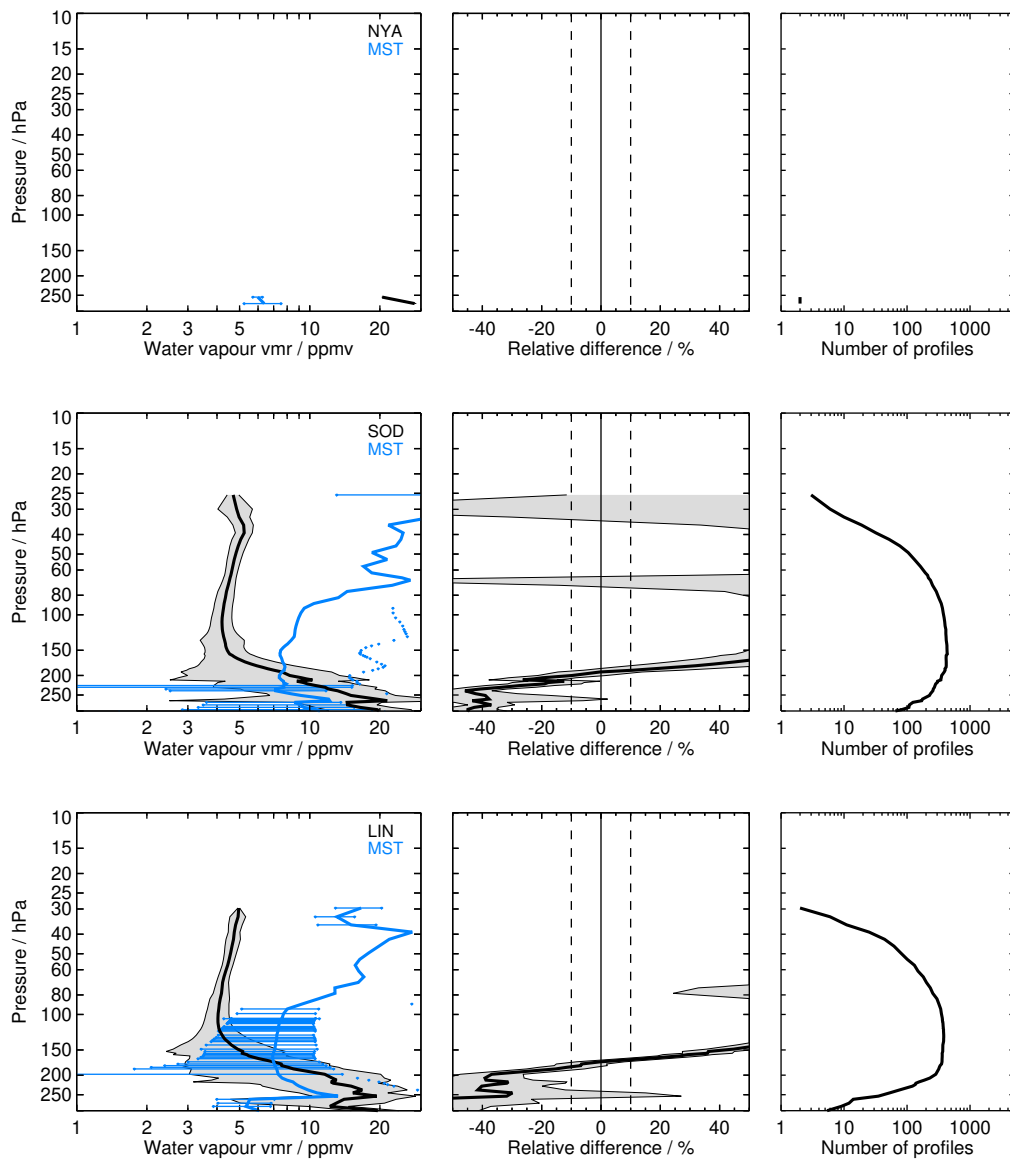 NYA
MST
Pressure / hPa
10
15
20
25
30
40
50
60
80
100
150
200
250
1 2 3 5 10 20
-40 -20 0 20 40
1 10 100 1000
Water vapour vmr / ppmv
Relative difference / %
Number of profiles
SOD
MST
Pressure / hPa
10
15
20
25
30
40
50
60
80
100
150
200
250
1 2 3 5 10 20
-40 -20 0 20 40
1 10 100 1000
Water vapour vmr / ppmv
Relative difference / %
Number of profiles
LIN
MST
Pressure / hPa
10
15
20
25
30
40
50
60
80
100
150
200
250
1 2 3 5 10 20
-40 -20 0 20 40
1 10 100 1000
Water vapour vmr / ppmv
Relative difference / %
Number of profiles